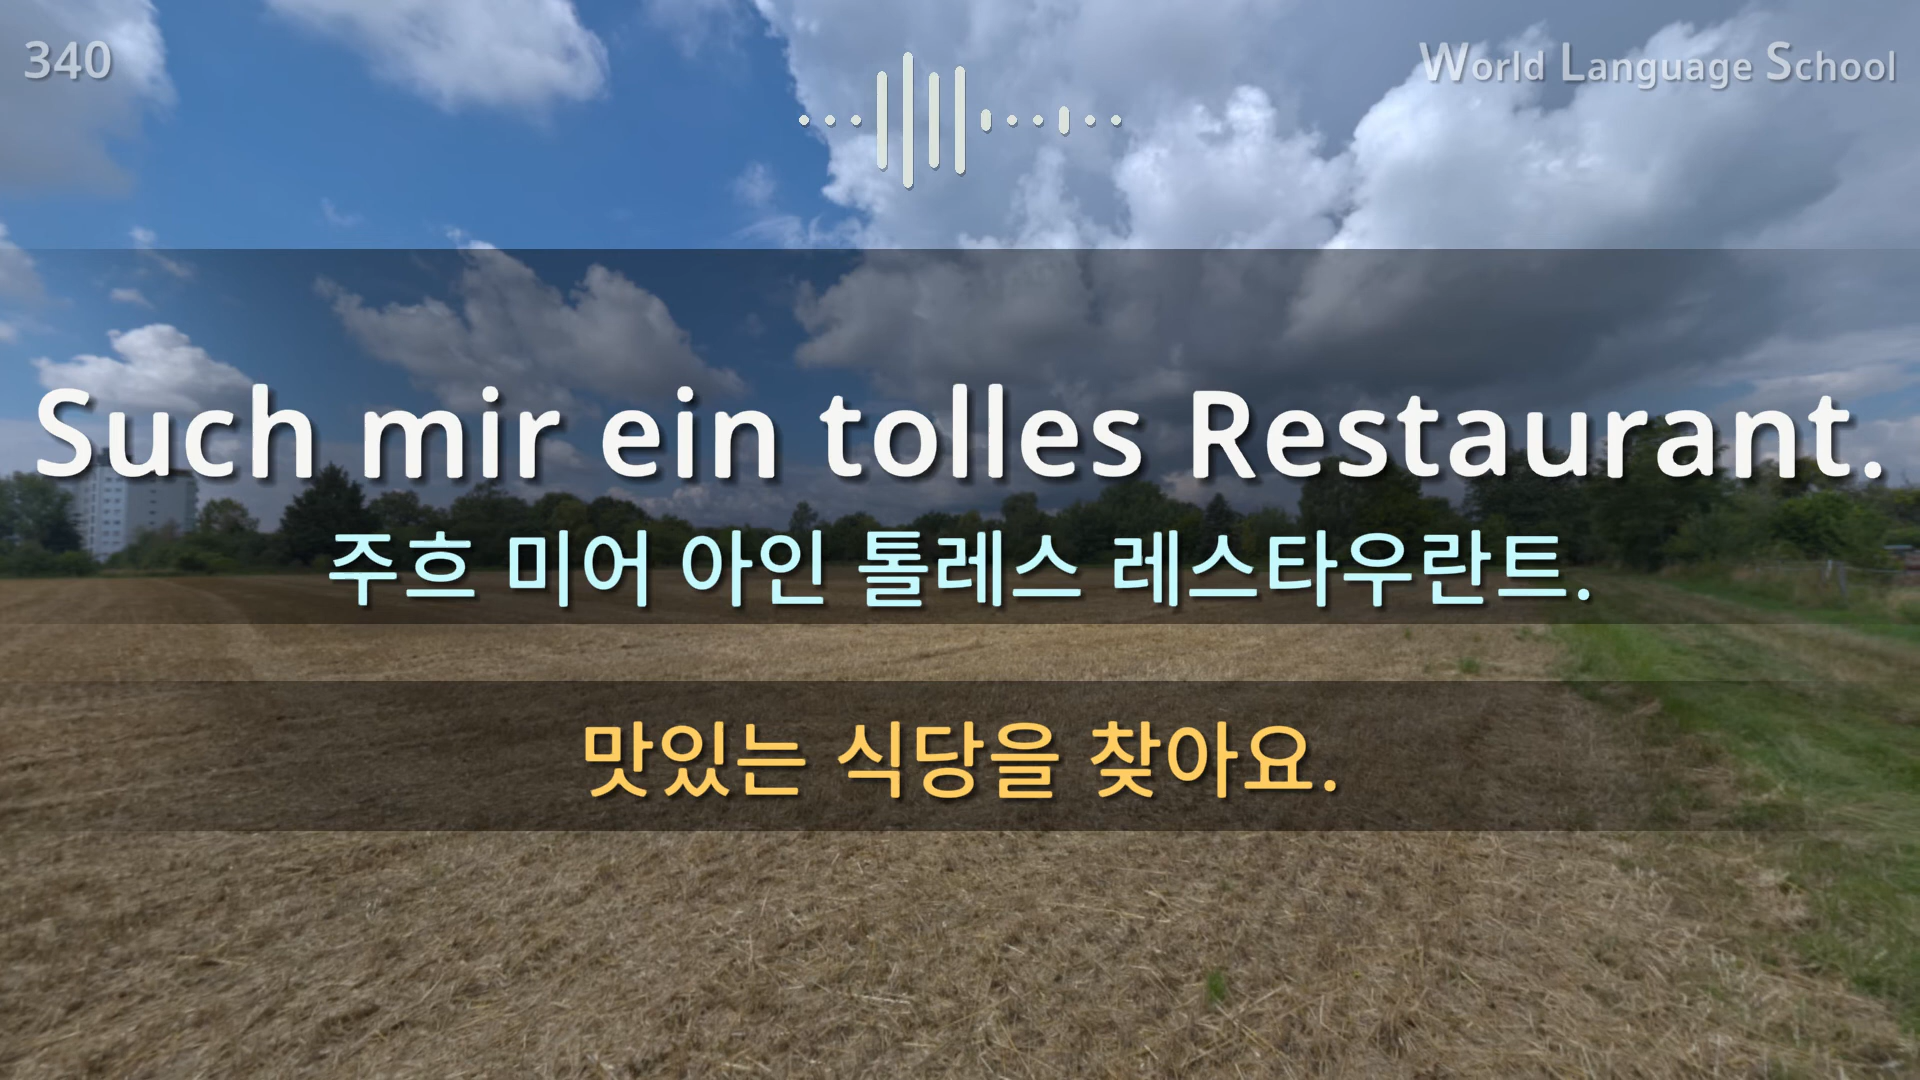 340
World Language School
Such mir ein tolles Restaurant.
주흐 미어 아인 톨레스 레스타우란트.
맛있는 식당을 찾아요.